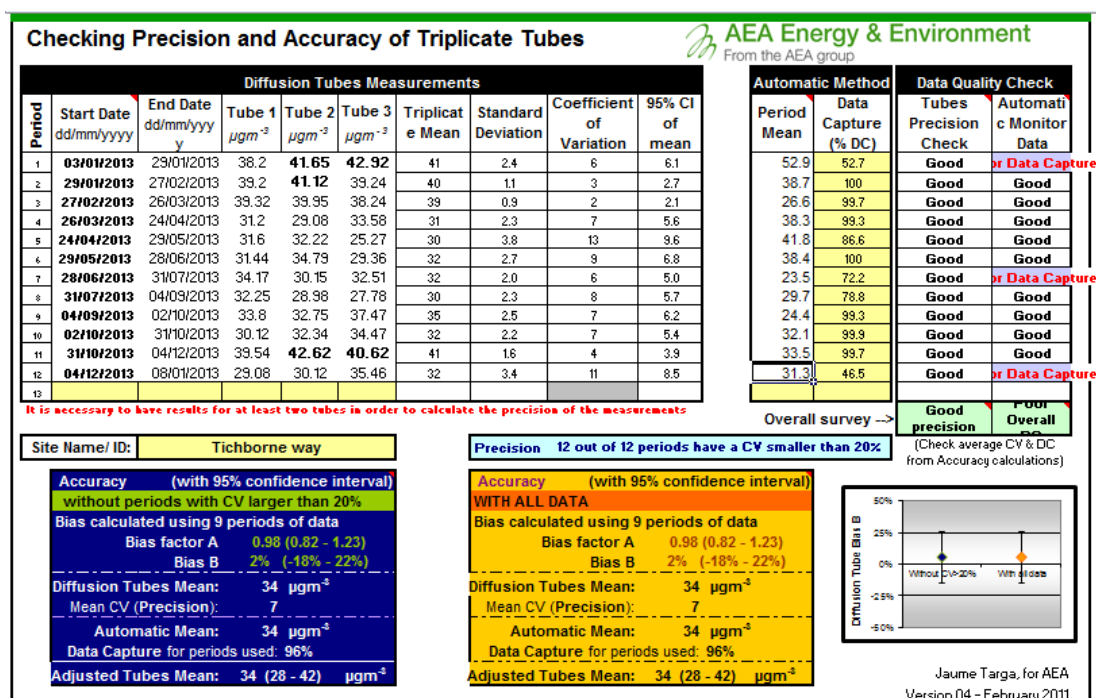 Checking Precision and Accuracy of Triplicate Tubes
AEA Energy & Environment
From the AEA group
Diffusion Tubes Measurements Automatic Method Data Quality Check
Period Start Date dd/mm/yyyy End Date dd/mm/yyyy Tube 1 µgm-3 Tube 2 µgm-3 Tube 3 µgm-3 Triplicate Mean Standard Deviation Coefficient of Variation 95% CI of mean Period Mean Data Capture (% DC) Tubes Precision Check Automatic Monitor Data
1 03/01/2013 29/01/2013 38.2 41.65 42.92 41 2.4 6 6.1 52.9 52.7 Good or Data Capture
2 29/01/2013 27/02/2013 39.2 41.12 39.24 40 1.1 3 2.7 38.7 100 Good Good
3 27/02/2013 26/03/2013 39.32 39.95 38.24 39 0.9 2 2.1 26.6 99.7 Good Good
4 26/03/2013 24/04/2013 31.2 29.08 33.58 31 2.3 7 5.6 38.3 99.3 Good Good
5 24/04/2013 29/05/2013 31.6 32.22 25.27 30 3.8 13 9.6 41.8 86.6 Good Good
6 29/05/2013 28/06/2013 31.44 34.79 29.36 32 2.7 9 6.8 38.4 100 Good Good
7 28/06/2013 31/07/2013 34.17 30.15 32.51 32 2.0 6 5.0 23.5 72.2 Good or Data Capture
8 31/07/2013 04/09/2013 32.25 28.98 27.78 30 2.3 8 5.7 29.7 78.8 Good Good
9 04/09/2013 02/10/2013 33.8 32.75 37.47 35 2.5 7 6.2 24.4 99.3 Good Good
10 02/10/2013 31/10/2013 30.12 32.34 34.47 32 2.2 7 5.4 32.1 99.9 Good Good
11 31/10/2013 04/12/2013 39.54 42.62 40.62 41 1.6 4 3.9 33.5 99.7 Good Good
12 04/12/2013 08/01/2013 29.08 30.12 35.46 32 3.4 11 8.5 31.3 46.5 Good or Data Capture
13
It is necessary to have results for at least two tubes in order to calculate the precision of the measurements
Overall survey --> Good precision Poor Overall DC
Site Name/ ID: Tichborne way
Precision 12 out of 12 periods have a CV smaller than 20%
(Check average CV & DC
from Accuracy calculations)
Accuracy (with 95% confidence interval)
without periods with CV larger than 20%
Bias calculated using 9 periods of data
Bias factor A 0.98 (0.82 - 1.23)
Bias B 2% (-18% - 22%)
Diffusion Tubes Mean: 34 µgm-3
Mean CV (Precision): 7
Automatic Mean: 34 µgm-3
Data Capture for periods used: 96%
Adjusted Tubes Mean: 34 (28 - 42) µgm-3
Accuracy (with 95% confidence interval)
WITH ALL DATA
Bias calculated using 9 periods of data
Bias factor A 0.98 (0.82 - 1.23)
Bias B 2% (-18% - 22%)
Diffusion Tubes Mean: 34 µgm-3
Mean CV (Precision): 7
Automatic Mean: 34 µgm-3
Data Capture for periods used: 96%
Adjusted Tubes Mean: 34 (28 - 42) µgm-3
Diffusion Tube Bias B
50%
25%
0%
-25%
-50%
Without CV>20% With all data
Jaume Targa, for AEA
Version 04 - February 2011